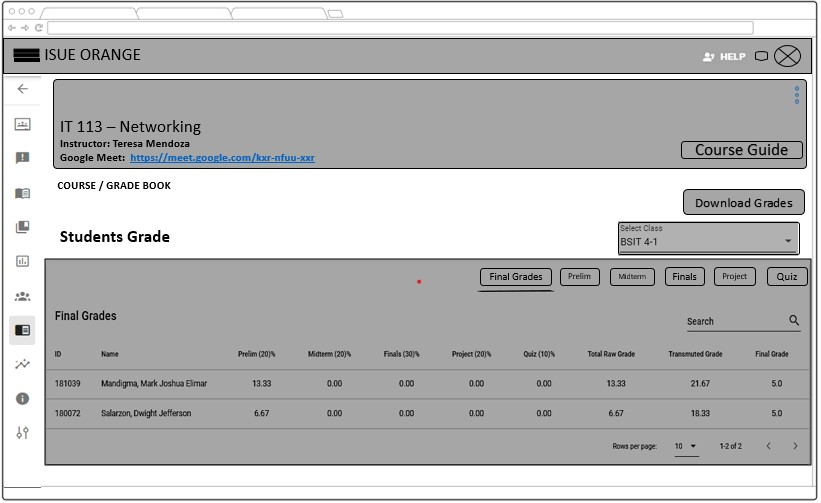 ISUE ORANGE
HELP
IT 113 – Networking
Instructor: Teresa Mendoza
Google Meet: https://meet.google.com/kxr-nfuu-xxr
Course Guide
COURSE / GRADE BOOK
Download Grades
Students Grade
Select Class
BSIT 4-1
Final Grades Prelim Midterm Finals Project Quiz
Final Grades
Search
ID Name Prelim (20)% Midterm (20)% Finals (30)% Project (20)% Quiz (10)% Total Raw Grade Transmuted Grade Final Grade
181039 Mandigma, Mark Joshua Elimar 13.33 0.00 0.00 0.00 0.00 13.33 21.67 5.0
180072 Salarzon, Dwight Jefferson 6.67 0.00 0.00 0.00 0.00 6.67 18.33 5.0
Rows per page: 10 1-2 of 2